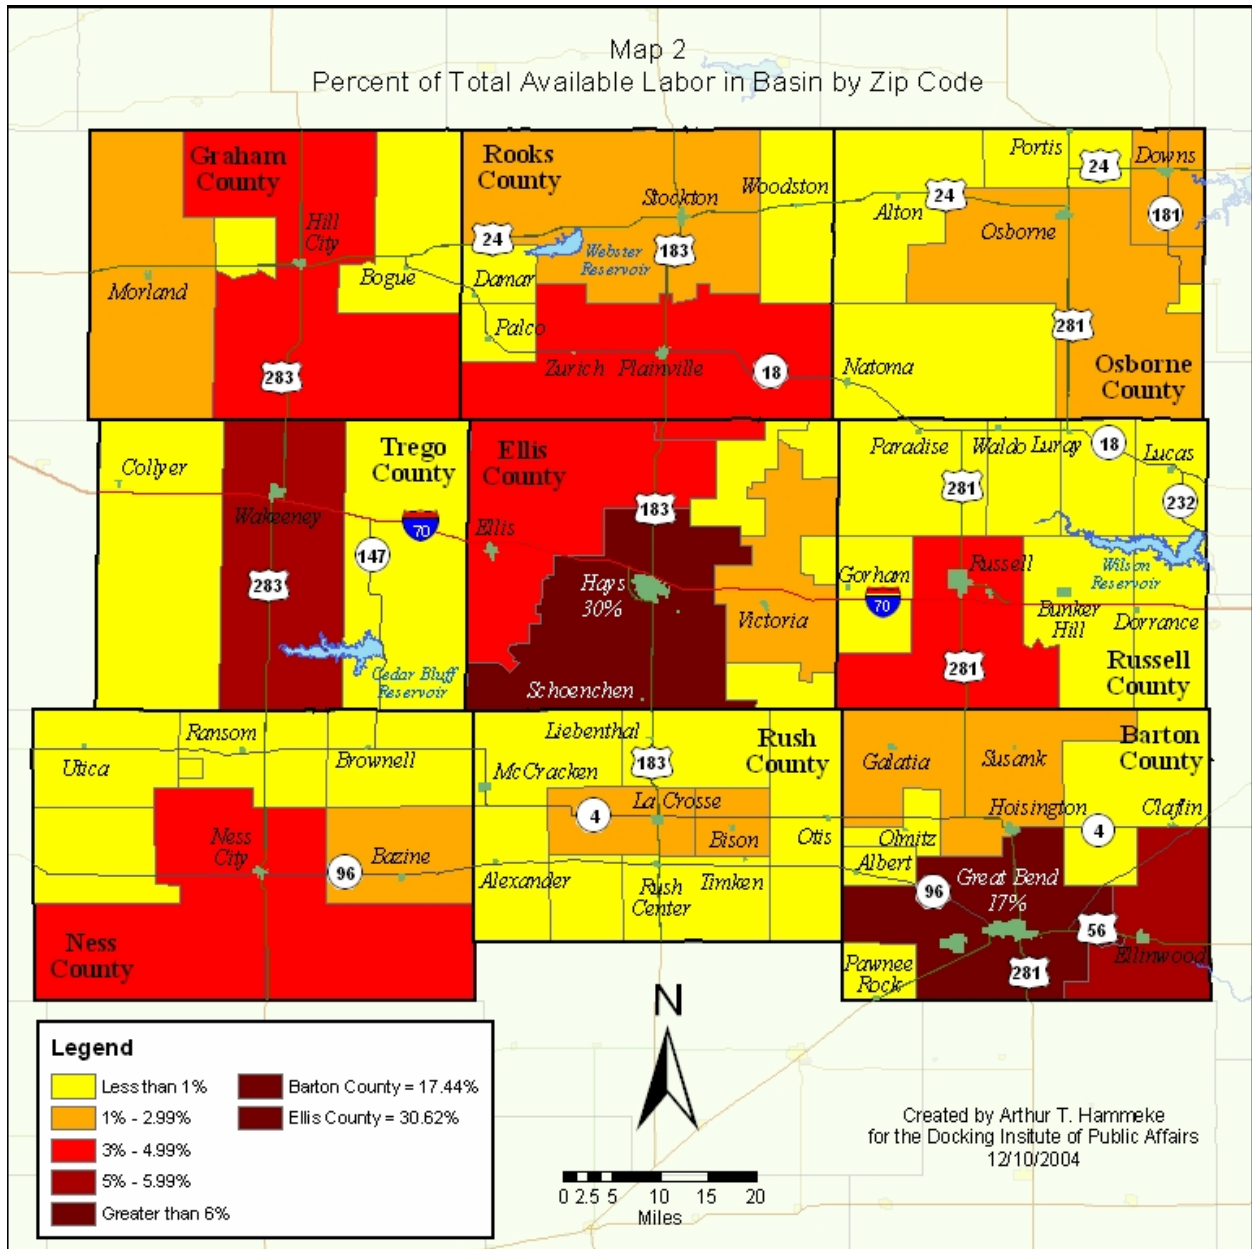 Map 2
Percent of Total Available Labor in Basin by Zip Code
Graham
County
Rooks
County
Portis
24
Downs
Stockton
Woodston
Alton
24
181
Hill
City
24
Webster
Reservoir
183
Osborne
Morland
Bogue
Damar
Palco
281
283
Zurich
Plainville
18
Natoma
Osborne
County
Collyer
Trego
County
Ellis
County
Paradise
Waldo
Luray
18
Lucas
281
232
Wakeeney
70
183
Ellis
147
283
Hays
30%
Victoria
Gorham
70
Russell
Wilson
Reservoir
Bunker
Hill
Dorrance
Cedar Bluff
Reservoir
Schoenchen
281
Russell
County
Ransom
Utica
Brownell
Liebenthal
183
Rush
County
McCracken
Galatia
Susank
Barton
County
La Crosse
4
Bison
Otis
Hoisington
4
Claflin
Olmitz
Albert
Ness
City
96
Bazine
Alexander
Rush
Center
Timken
96
Great Bend
17%
56
Ellinwood
Ness
County
Pawnee
Rock
281
N
Legend
Less than 1%
1% - 2.99%
3% - 4.99%
5% - 5.99%
Greater than 6%
Barton County = 17.44%
Ellis County = 30.62%
0 2.5 5 10 15 20
Miles
Created by Arthur T. Hammeke
for the Docking Insitute of Public Affairs
12/10/2004